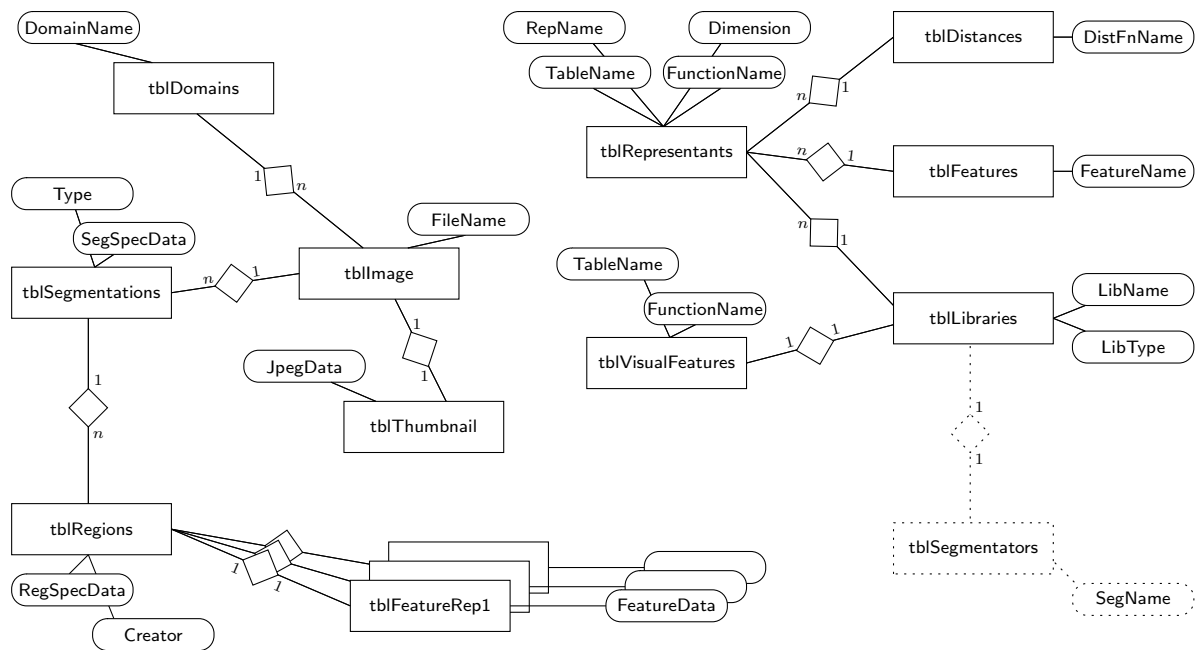 DomainName
RepName
Dimension
tblDistances
DistFnName
tblDomains
TableName
FunctionName
n
1
tblRepresentants
n
1
tblFeatures
FeatureName
1
n
Type
SegSpecData
FileName
n
1
tblSegmentations
n
1
tblImage
TableName
FunctionName
LibName
tblLibraries
LibType
1
1
tblVisualFeatures
1
1
JpegData
tblThumbnail
1
n
1
1
tblRegions
tblSegmentators
1
1
RegSpecData
tblFeatureRep1
FeatureData
SegName
Creator